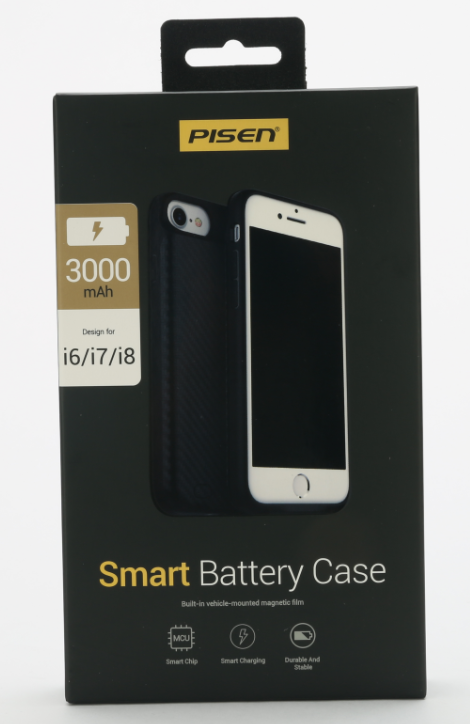 PISEN®
3000
mAh
Design for
i6/i7/i8
Smart Battery Case
Built-in vehicle-mounted magnetic film
MCU
Smart Chip
Smart Charging
Durable And
Stable